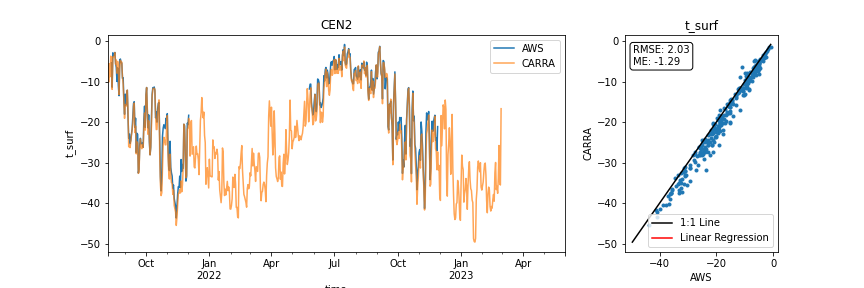 CEN2
t_surf
0
−10
−20
−30
−40
−50
t_surf
AWS
CARRA
Oct
Jan
2022
Apr
Jul
Oct
Jan
2023
Apr
0
−10
−20
−30
−40
−50
CARRA
RMSE: 2.03
ME: -1.29
1:1 Line
Linear Regression
−40
−20
0
AWS